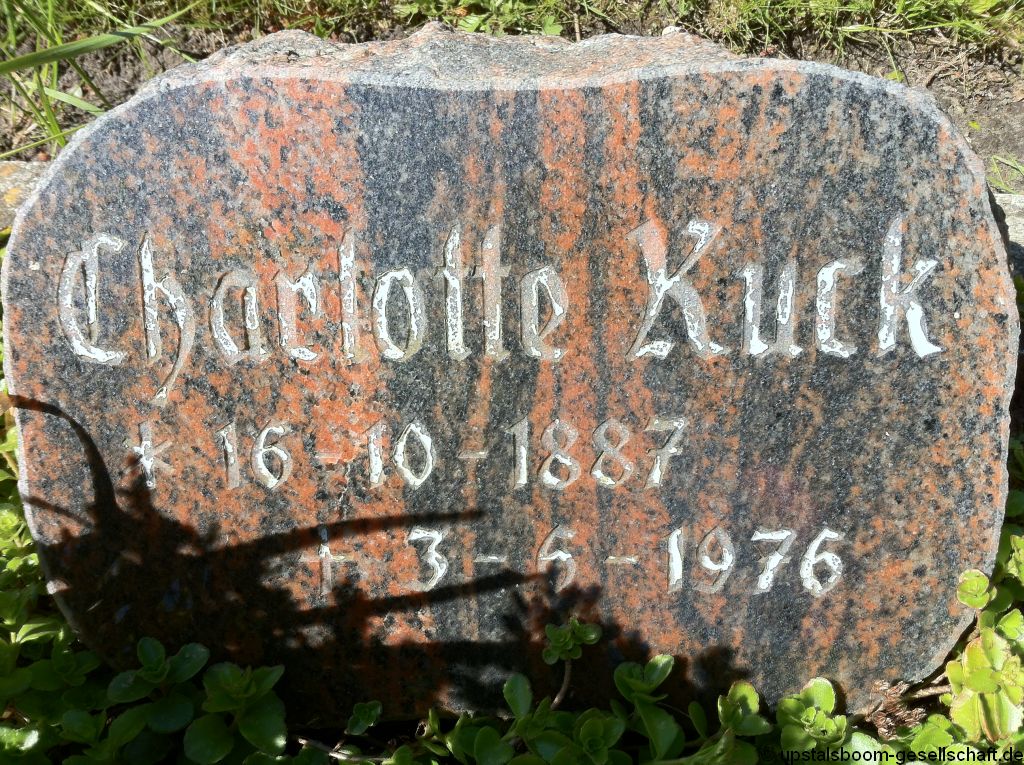 Charlotte Kuck
* 16-10-1887
† 3-6-1976
© upstalsboom-gesellschaft.de